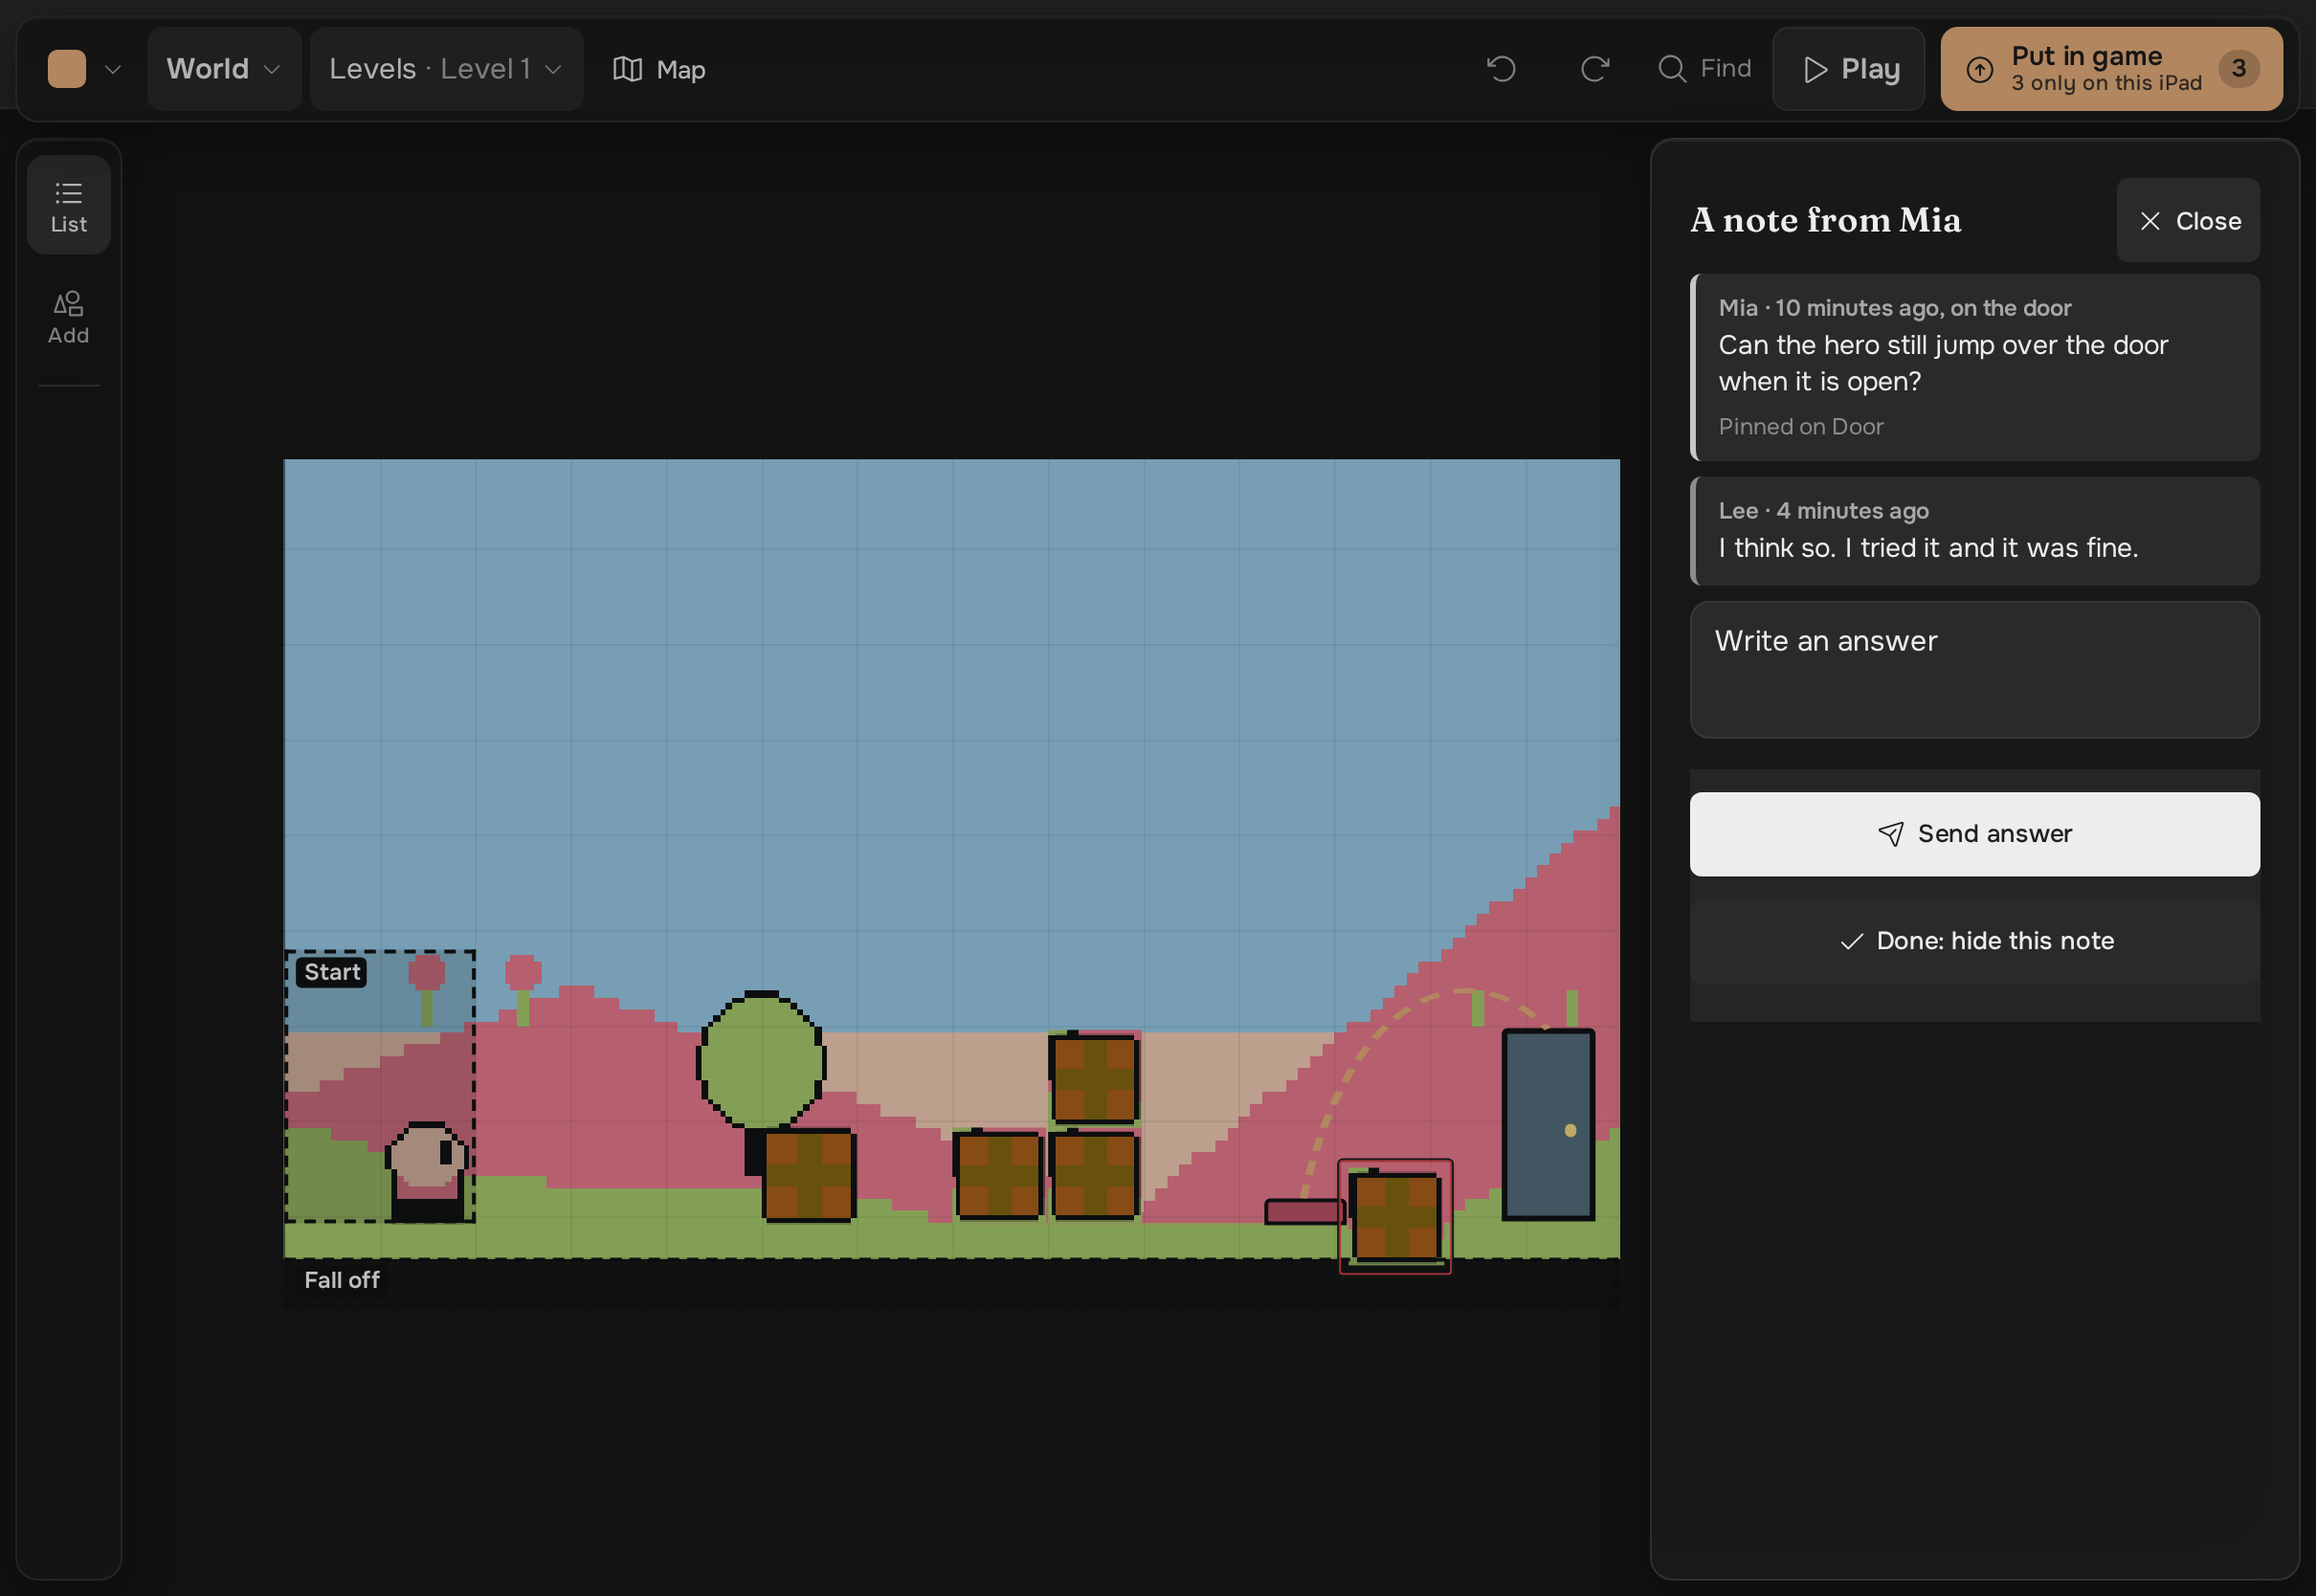 World
Levels · Level 1
Map
Find
Play
Put in game
3 only on this iPad
3
List
Add
A note from Mia
Close
Mia · 10 minutes ago, on the door
Can the hero still jump over the door
when it is open?
Pinned on Door
Lee · 4 minutes ago
I think so. I tried it and it was fine.
Write an answer
Send answer
Done: hide this note
Start
Fall off